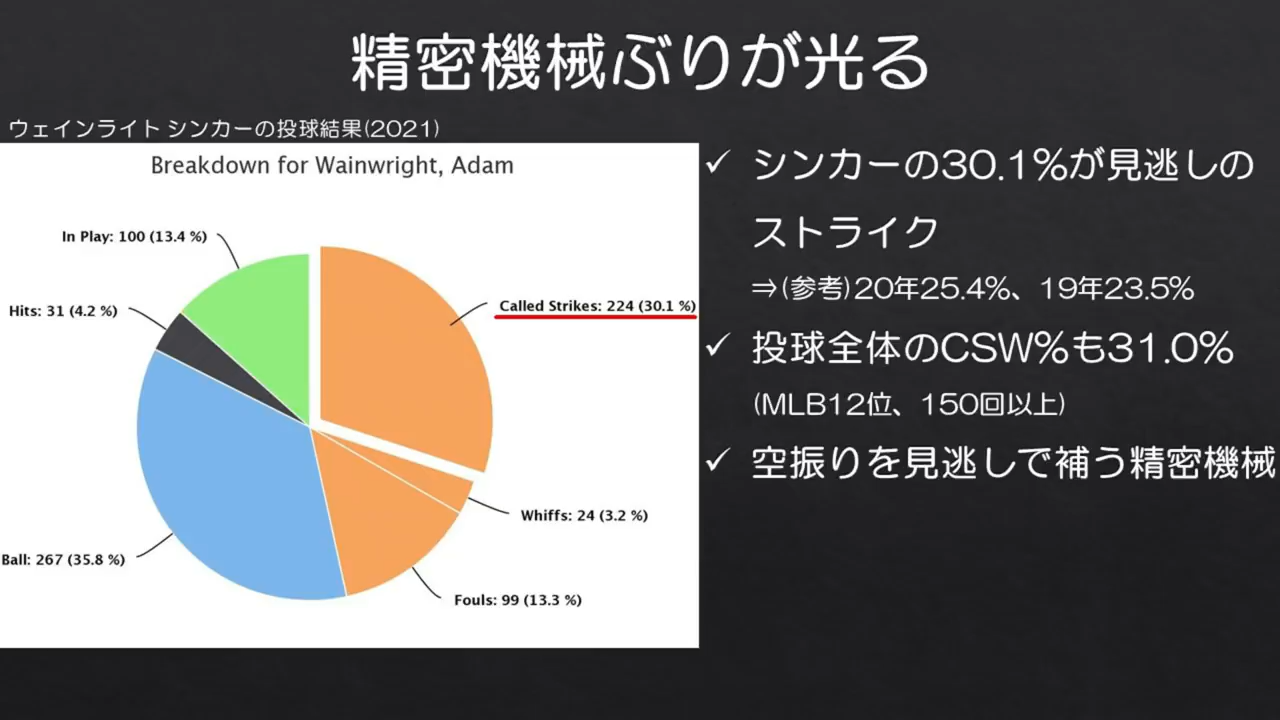 精密機械ぶりが光る
ウェインライト シンカーの投球結果(2021)
Breakdown for Wainwright, Adam
In Play: 100 (13.4 %)
Hits: 31 (4.2 %)
Called Strikes: 224 (30.1 %)
Whiffs: 24 (3.2 %)
Ball: 267 (35.8 %)
Fouls: 99 (13.3 %)
✓ シンカーの30.1%が見逃しの
ストライク
⇒(参考)20年25.4%、19年23.5%
✓ 投球全体のCSW%も31.0%
(MLB12位、150回以上)
✓ 空振りを見逃しで補う精密機械